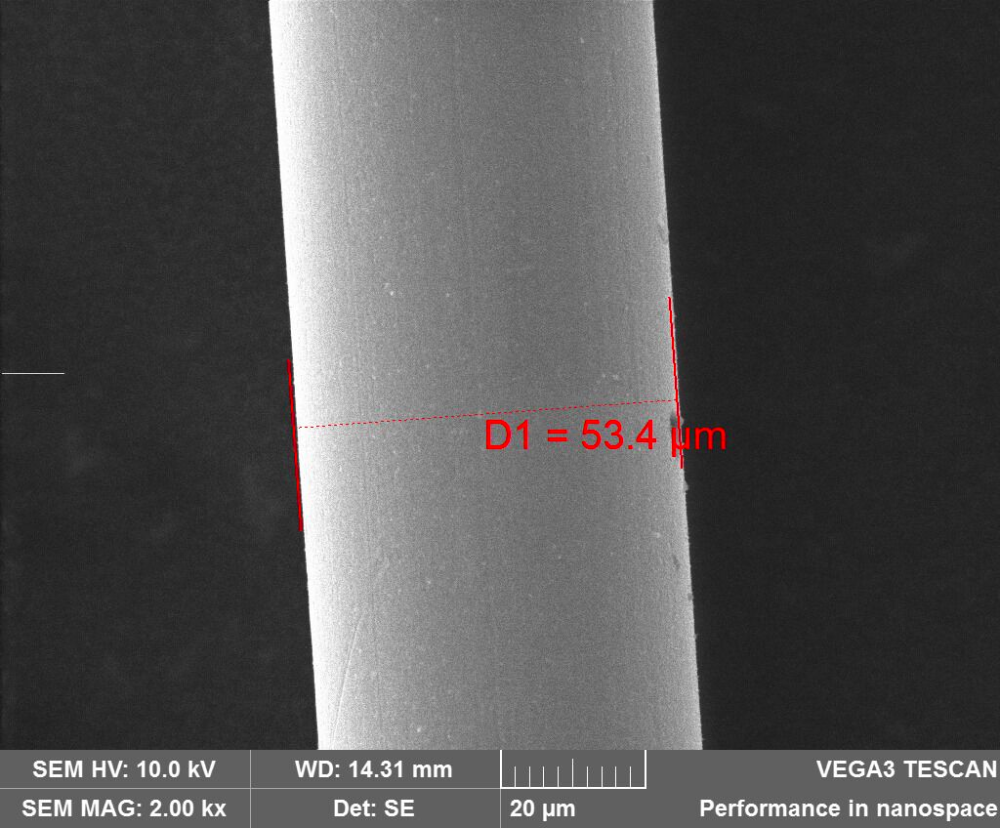 D1 = 53.4 µm
SEM HV: 10.0 kV
WD: 14.31 mm
VEGA3 TESCAN
SEM MAG: 2.00 kx
Det: SE
20 µm
Performance in nanospace